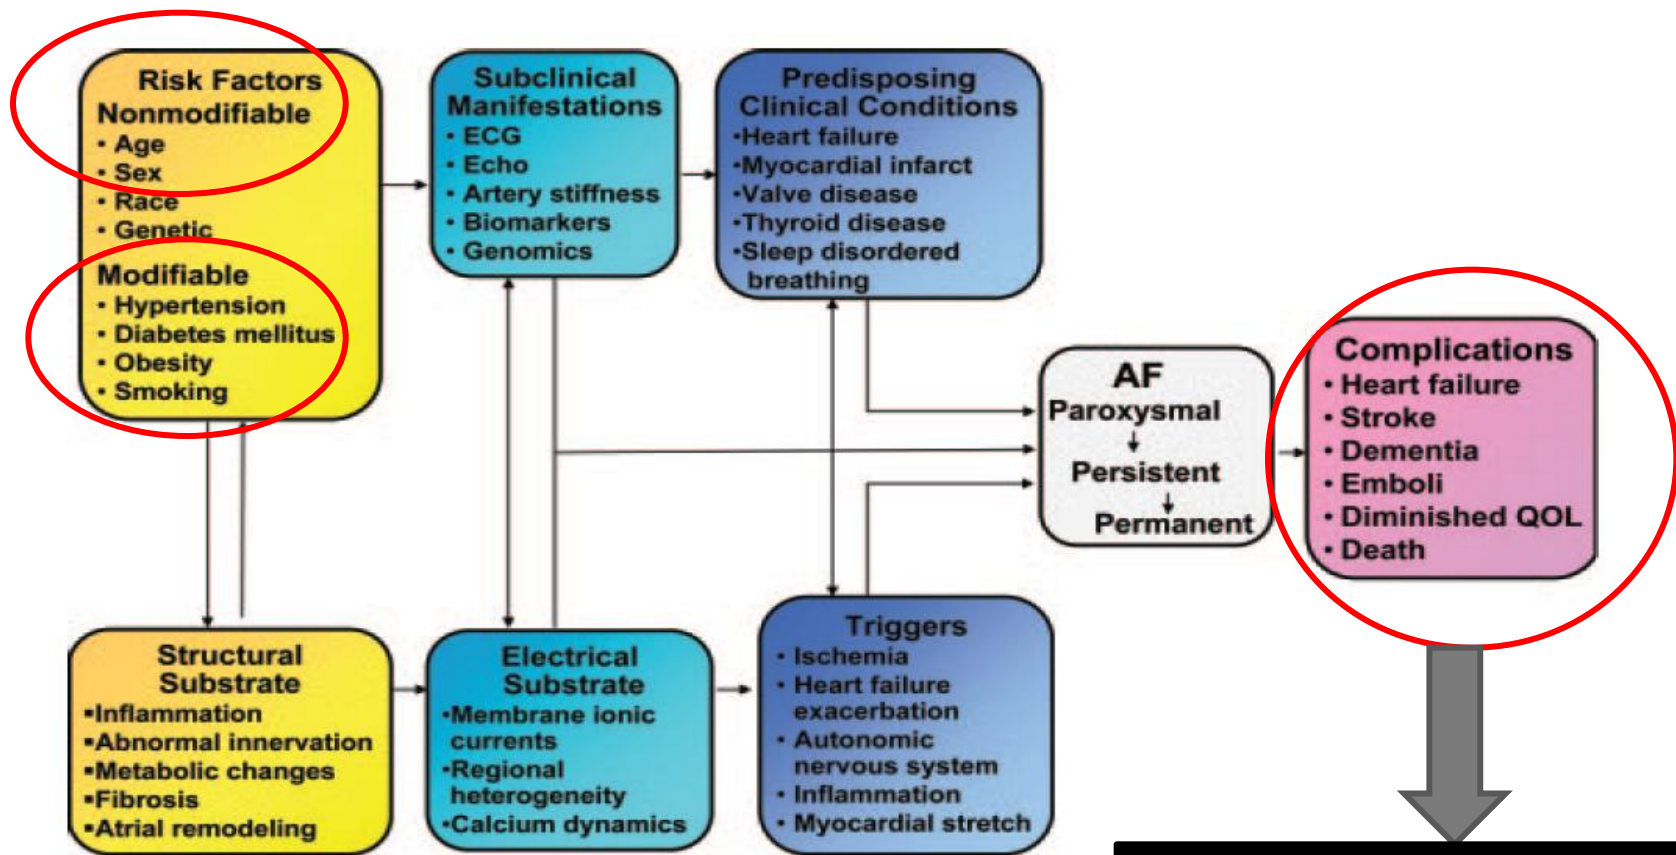 Risk Factors
Nonmodifiable
• Age
• Sex
• Race
• Genetic
Modifiable
• Hypertension
• Diabetes mellitus
• Obesity
• Smoking
Subclinical
Manifestations
• ECG
• Echo
• Artery stiffness
• Biomarkers
• Genomics
Predisposing
Clinical Conditions
•Heart failure
•Myocardial infarct
•Valve disease
•Thyroid disease
•Sleep disordered
breathing
AF
Paroxysmal
Persistent
Permanent
Complications
• Heart failure
• Stroke
• Dementia
• Emboli
• Diminished QOL
• Death
Structural
Substrate
▪Inflammation
▪Abnormal innervation
▪Metabolic changes
▪Fibrosis
▪Atrial remodeling
Electrical
Substrate
•Membrane ionic
currents
•Regional
heterogeneity
•Calcium dynamics
Triggers
• Ischemia
• Heart failure
exacerbation
• Autonomic
nervous system
• Inflammation
• Myocardial stretch